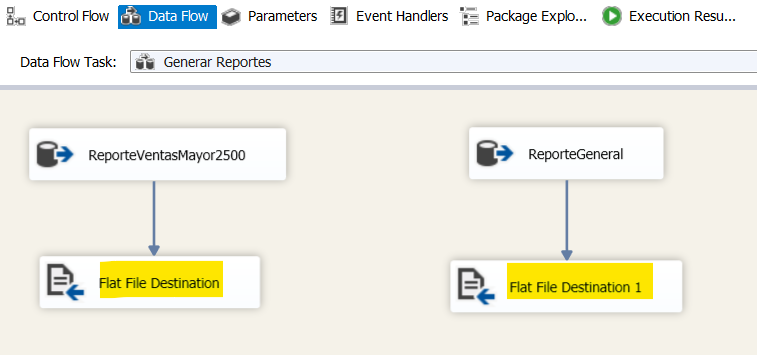 Control Flow
Data Flow
Parameters
Event Handlers
Package Explo...
Execution Resu...
Data Flow Task:
Generar Reportes
ReporteVentasMayor2500
ReporteGeneral
Flat File Destination
Flat File Destination 1